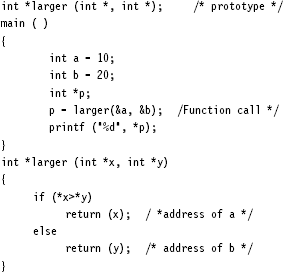 int *larger (int *, int *);     /* prototype */
main ( )
{
        int a = 10;
        int b = 20;
        int *p;
        p = larger(&a, &b);  /Function call */
        printf ("%d", *p);
}
int *larger (int *x, int *y)
{
     if (*x>*y)
          return (x);  / *address of a */
     else
          return (y);  /* address of b */
}